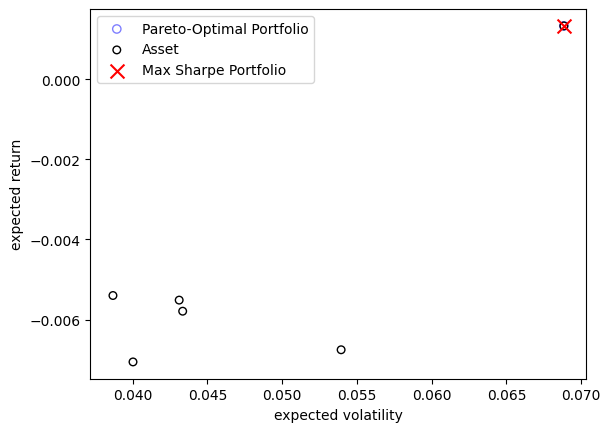 Pareto-Optimal Portfolio
Asset
Max Sharpe Portfolio
expected return
0.000
−0.002
−0.004
−0.006
0.040 0.045 0.050 0.055 0.060 0.065 0.070
expected volatility